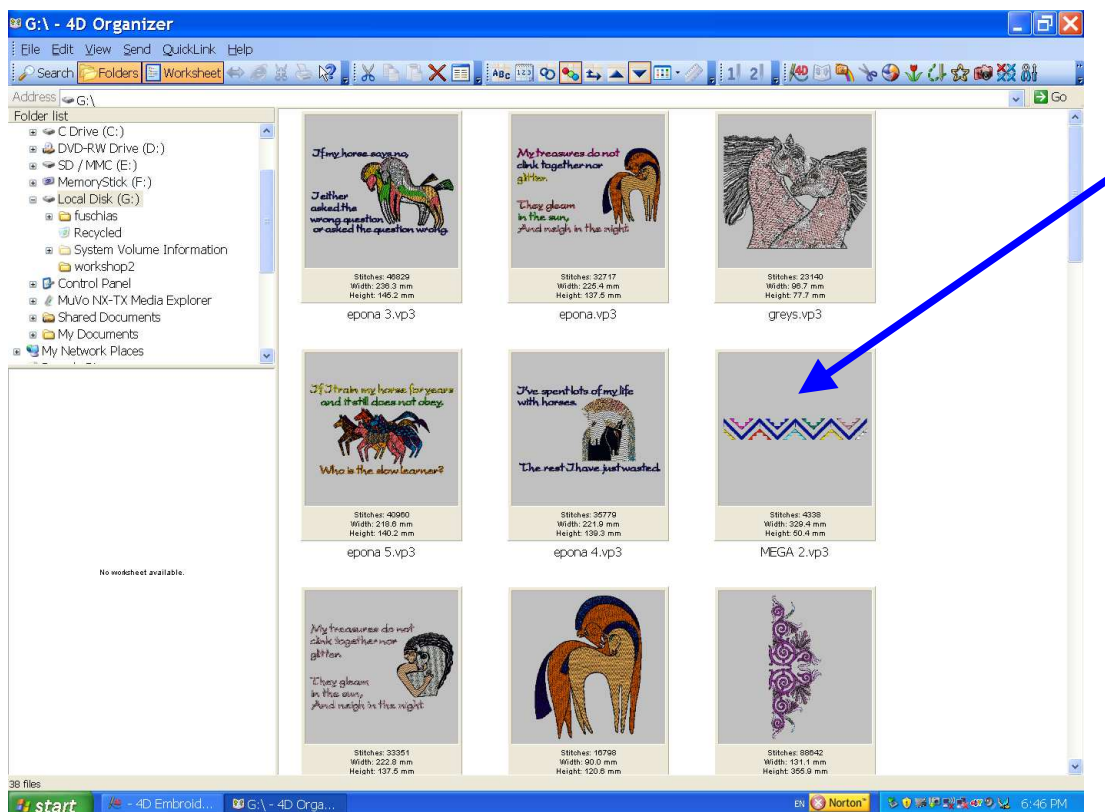 G:\ - 4D Organizer
File Edit View Send QuickLink Help
Search Folders Worksheet
ABC 123
1 2
4D
Address G:\ Go
Folder list
C Drive (C:)
DVD-RW Drive (D:)
SD / MMC (E:)
MemoryStick (F:)
Local Disk (G:)
fuschias
Recycled
System Volume Information
workshop2
Control Panel
MuVo NX-TX Media Explorer
Shared Documents
My Documents
My Network Places
No worksheet available.
If my horse says no,
I either
asked the
wrong question
or asked the question wrong.
Stitches: 46829
Width: 236.3 mm
Height: 145.2 mm
epona 3.vp3
My treasures do not
clink together nor
glitter.
They gleam
in the sun,
And neigh in the night
Stitches: 32717
Width: 225.4 mm
Height: 137.5 mm
epona.vp3
Stitches: 23140
Width: 96.7 mm
Height: 77.7 mm
greys.vp3
If I train my horse for years
and it still does not obey.
Who is the slow learner?
Stitches: 40960
Width: 218.6 mm
Height: 140.2 mm
epona 5.vp3
I've spent lots of my life
with horses.
The rest I have just wasted.
Stitches: 35779
Width: 221.9 mm
Height: 139.3 mm
epona 4.vp3
Stitches: 4338
Width: 329.4 mm
Height: 50.4 mm
MEGA 2.vp3
My treasures do not
clink together nor
glitter.
They gleam
in the sun,
And neigh in the night
Stitches: 33351
Width: 222.8 mm
Height: 137.5 mm
Stitches: 16798
Width: 90.0 mm
Height: 120.6 mm
Stitches: 88642
Width: 131.1 mm
Height: 355.9 mm
38 files
start - 4D Embroid... G:\ - 4D Orga... EN Norton 6:46 PM